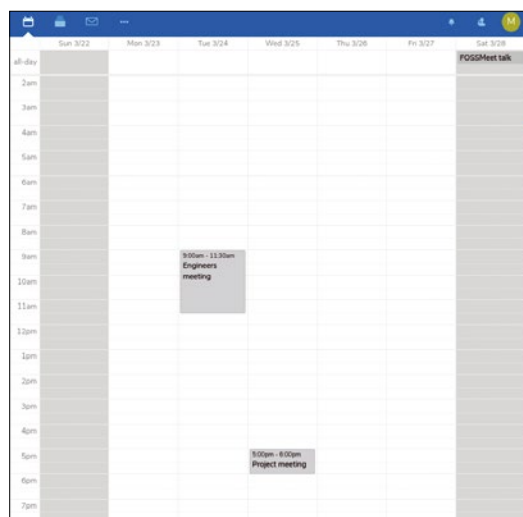 M
Sun 3/22 Mon 3/23 Tue 3/24 Wed 3/25 Thu 3/26 Fri 3/27 Sat 3/28
all-day FOSSMeet talk
2am
3am
4am
5am
6am
7am
8am
9am
9:00am - 11:30am
Engineers
meeting
10am
11am
12pm
1pm
2pm
3pm
4pm
5pm
5:00pm - 6:00pm
Project meeting
6pm
7pm